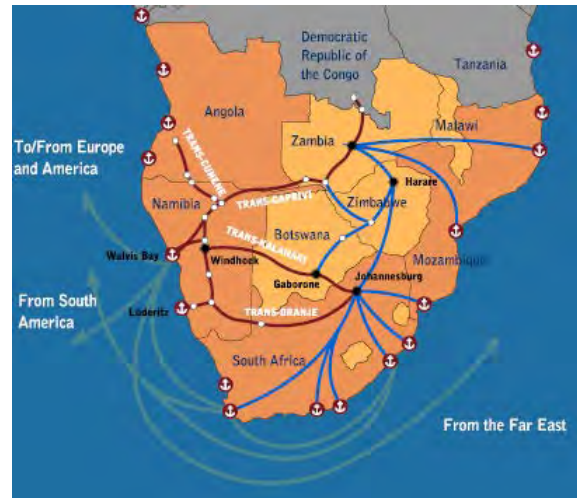 Democratic
Republic of
the Congo
Tanzania
Angola
Malawi
Zambia
To/From Europe
and America
TRANS-CUNENE
TRANS-CAPRIVI
Harare
Zimbabwe
Namibia
Botswana
TRANS-KALAHARI
Mozambique
Walvis Bay
Windhoek
Gaborone
Johannesburg
From South
America
Lüderitz
TRANS-ORANJE
South Africa
From the Far East